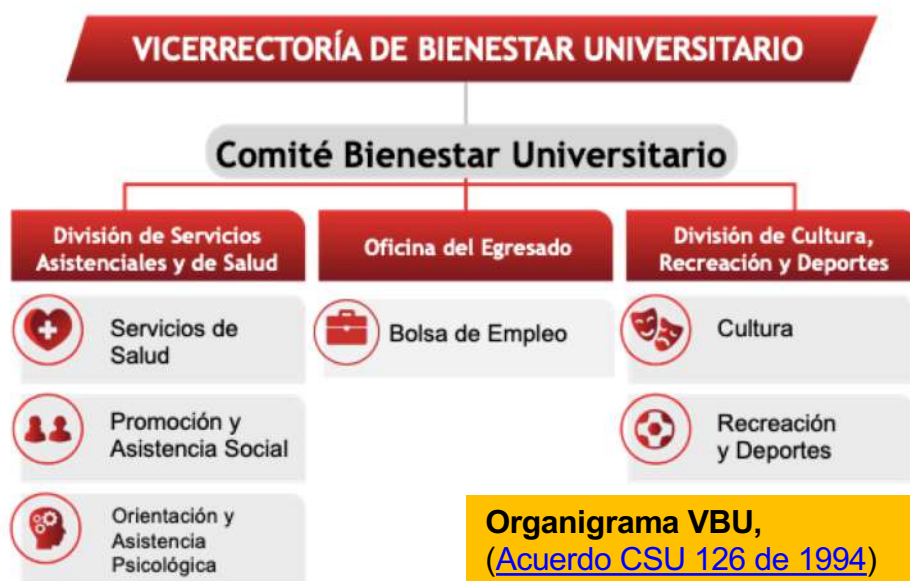 VICERRECTORÍA DE BIENESTAR UNIVERSITARIO
Comité Bienestar Universitario
División de Servicios
Asistenciales y de Salud
Servicios de
Salud
Promoción y
Asistencia Social
Orientación y
Asistencia
Psicológica
Oficina del Egresado
Bolsa de Empleo
División de Cultura,
Recreación y Deportes
Cultura
Recreación
y Deportes
Organigrama VBU,
(Acuerdo CSU 126 de 1994)